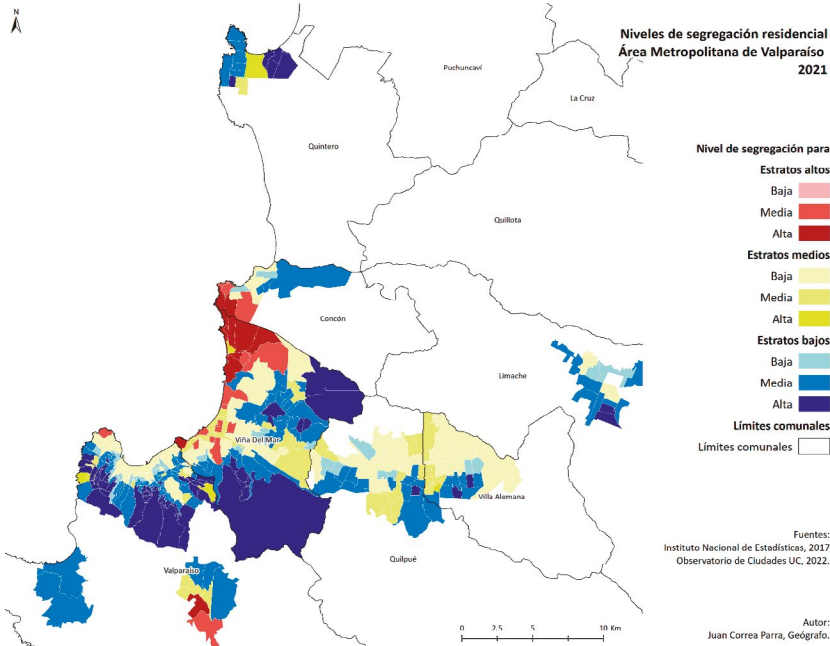 N
Niveles de segregación residencial
Área Metropolitana de Valparaíso
2021
Puchuncaví
La Cruz
Quintero
Quillota
Concón
Limache
Viña Del Mar
Villa Alemana
Quilpué
Valparaíso
Nivel de segregación para
Estratos altos
Baja
Media
Alta
Estratos medios
Baja
Media
Alta
Estratos bajos
Baja
Media
Alta
Límites comunales
Límites comunales
Fuentes:
Instituto Nacional de Estadísticas, 2017
Observatorio de Ciudades UC, 2022.
0 2.5 5 10 Km
Autor:
Juan Correa Parra, Geógrafo.